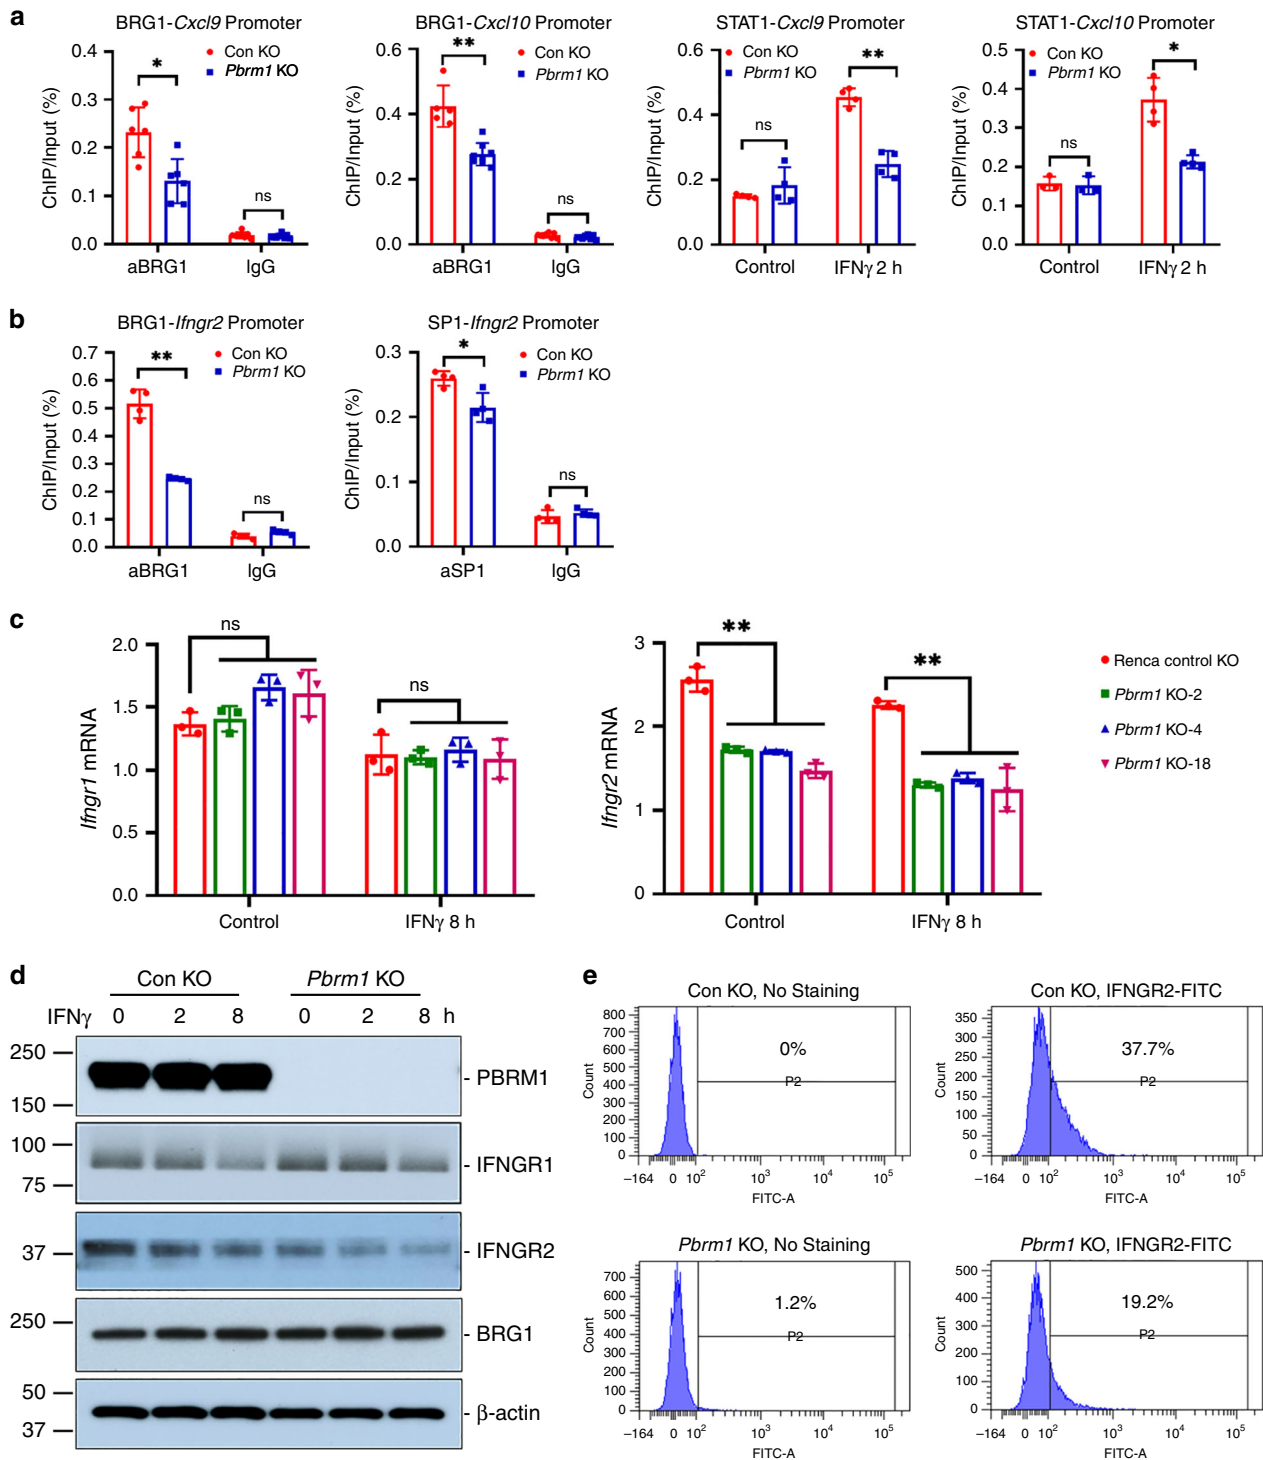 a
BRG1-Cxcl9 Promoter
ChIP/Input (%)
0.4
0.3
0.2
0.1
0.0
Con KO
Pbrm1 KO
*
ns
aBRG1 IgG
BRG1-Cxcl10 Promoter
ChIP/Input (%)
0.6
0.4
0.2
0.0
Con KO
Pbrm1 KO
**
ns
aBRG1 IgG
STAT1-Cxcl9 Promoter
ChIP/Input (%)
0.6
0.4
0.2
0.0
Con KO
Pbrm1 KO
ns
**
Control IFNγ 2 h
STAT1-Cxcl10 Promoter
ChIP/Input (%)
0.5
0.4
0.3
0.2
0.1
0.0
Con KO
Pbrm1 KO
ns
*
Control IFNγ 2 h
b
BRG1-Ifngr2 Promoter
ChIP/Input (%)
0.7
0.6
0.5
0.4
0.3
0.2
0.1
0.0
Con KO
Pbrm1 KO
**
ns
aBRG1 IgG
SP1-Ifngr2 Promoter
ChIP/Input (%)
0.3
0.2
0.1
0.0
Con KO
Pbrm1 KO
*
ns
aSP1 IgG
c
Ifngr1 mRNA
2.0
1.5
1.0
0.5
0.0
ns
ns
Control IFNγ 8 h
Ifngr2 mRNA
3
2
1
0
**
**
Control IFNγ 8 h
Renca control KO
Pbrm1 KO-2
Pbrm1 KO-4
Pbrm1 KO-18
d
Con KO Pbrm1 KO
IFNγ 0 2 8 0 2 8 h
250
150
- PBRM1
100
75
- IFNGR1
37
- IFNGR2
250
- BRG1
50
37
- β-actin
e
Con KO, No Staining
Count
800
700
600
500
400
300
200
100
0
0%
P2
−164 0 10² 10³ 10⁴ 10⁵
FITC-A
Con KO, IFNGR2-FITC
Count
350
300
250
200
150
100
50
0
37.7%
P2
−164 0 10² 10³ 10⁴ 10⁵
FITC-A
Pbrm1 KO, No Staining
Count
700
600
500
400
300
200
100
0
1.2%
P2
−164 0 10² 10³ 10⁴ 10⁵
FITC-A
Pbrm1 KO, IFNGR2-FITC
Count
500
400
300
200
100
0
19.2%
P2
−164 0 10² 10³ 10⁴ 10⁵
FITC-A